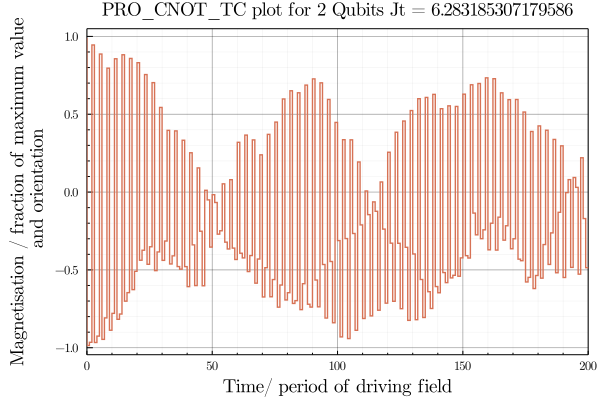 PRO_CNOT_TC plot for 2 Qubits Jt = 6.283185307179586
Magnetisation / fraction of maximum value
and orientation
1.0
0.5
0.0
−0.5
−1.0
0
50
100
150
200
Time/ period of driving field